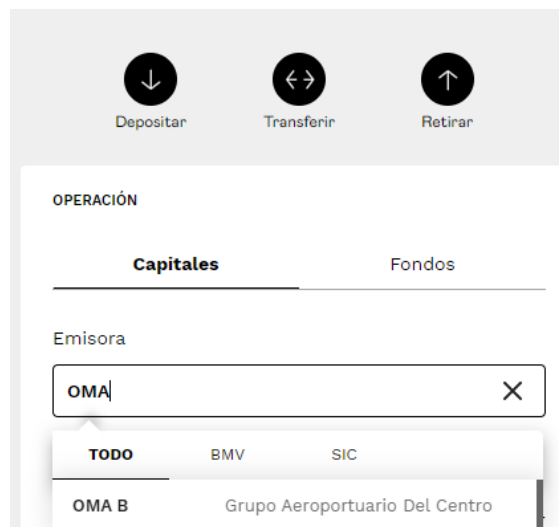 Depositar Transferir Retirar
OPERACIÓN
Capitales Fondos
Emisora
OMA
TODO BMV SIC
OMA B Grupo Aeroportuario Del Centro